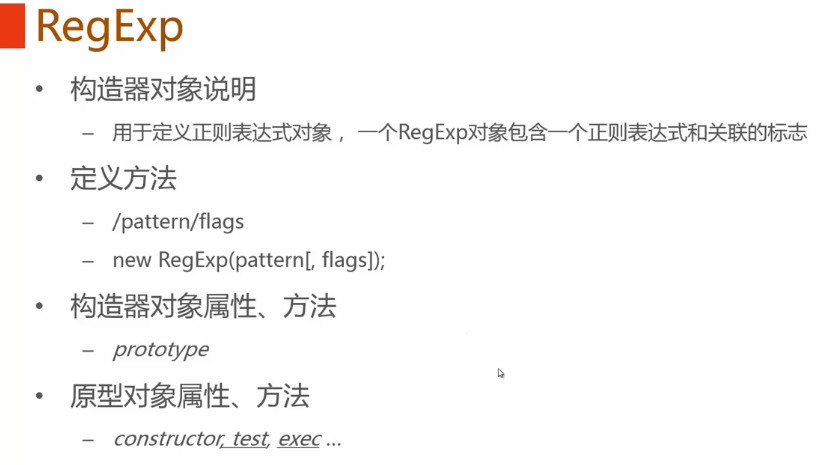 RegExp
• 构造器对象说明
– 用于定义正则表达式对象，一个RegExp对象包含一个正则表达式和关联的标志
• 定义方法
– /pattern/flags
– new RegExp(pattern[, flags]);
• 构造器对象属性、方法
– prototype
• 原型对象属性、方法
– constructor, test, exec ...